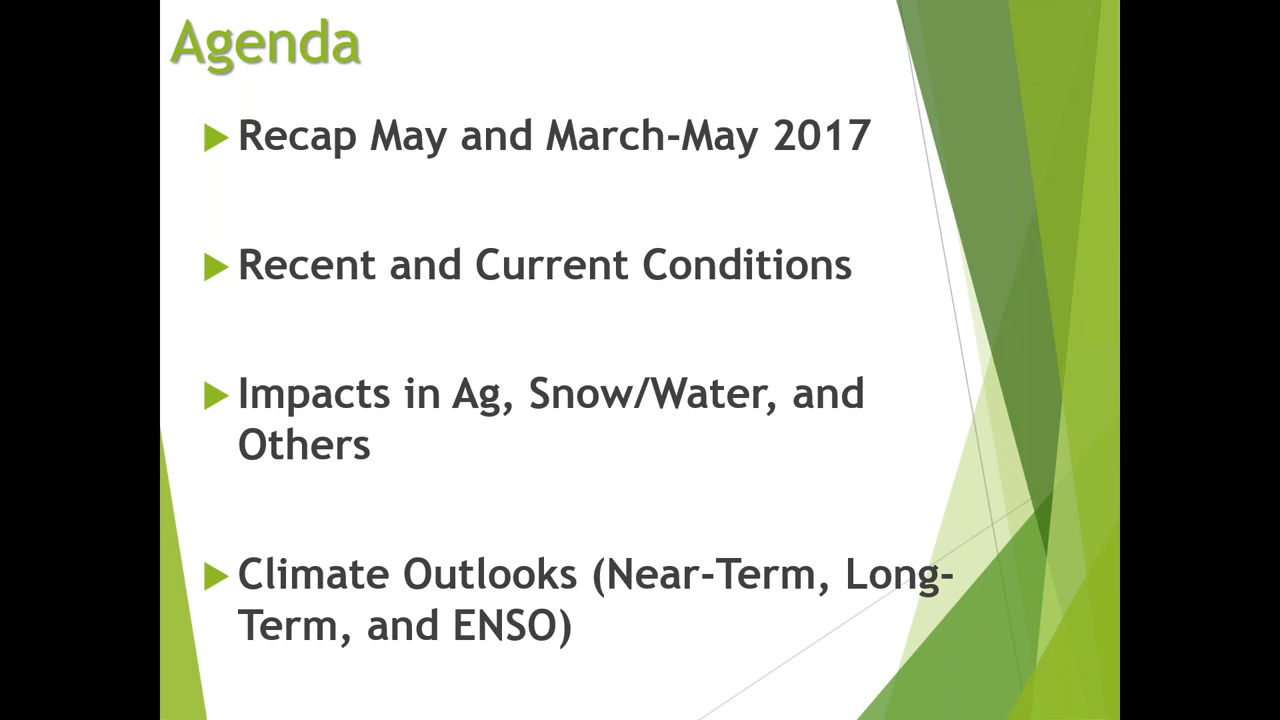 Agenda
Recap May and March-May 2017
Recent and Current Conditions
Impacts in Ag, Snow/Water, and
Others
Climate Outlooks (Near-Term, Long-
Term, and ENSO)